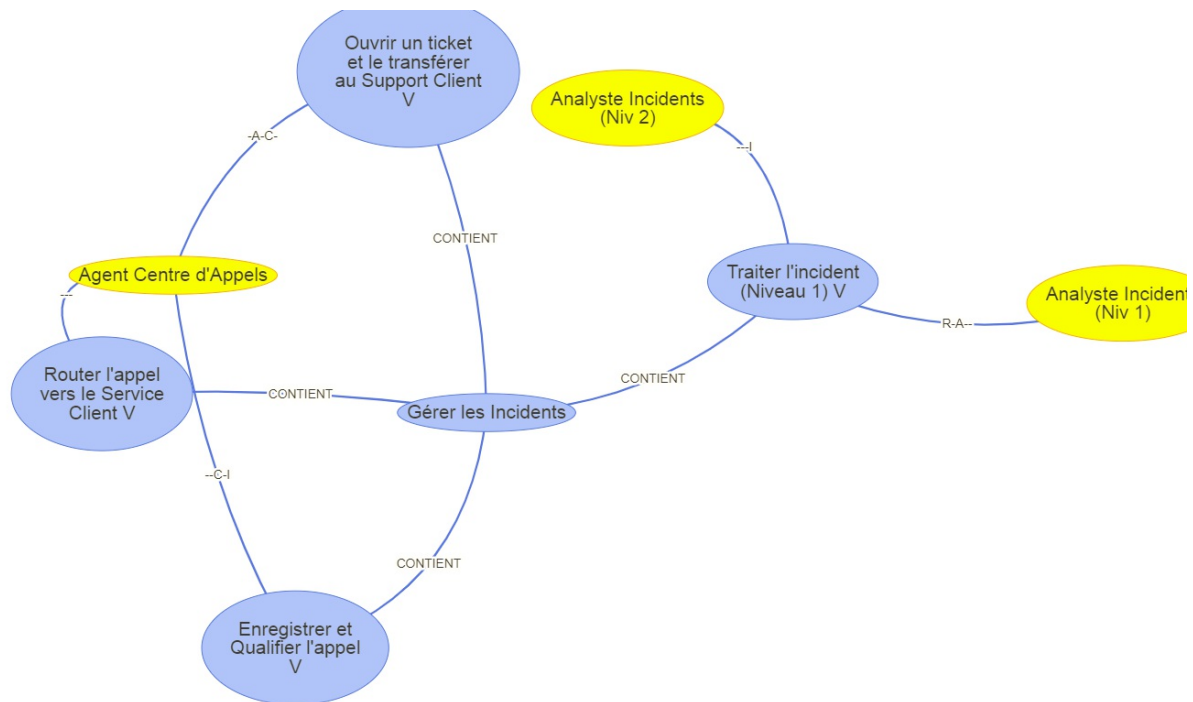 Ouvrir un ticket
et le transférer
au Support Client
V
Analyste Incidents
(Niv 2)
-A-C-
---I
CONTIENT
Agent Centre d'Appels
---
Traiter l'incident
(Niveau 1) V
Analyste Incidents
(Niv 1)
R-A--
Router l'appel
vers le Service
Client V
CONTIENT
CONTIENT
Gérer les Incidents
--C-I
CONTIENT
Enregistrer et
Qualifier l'appel
V